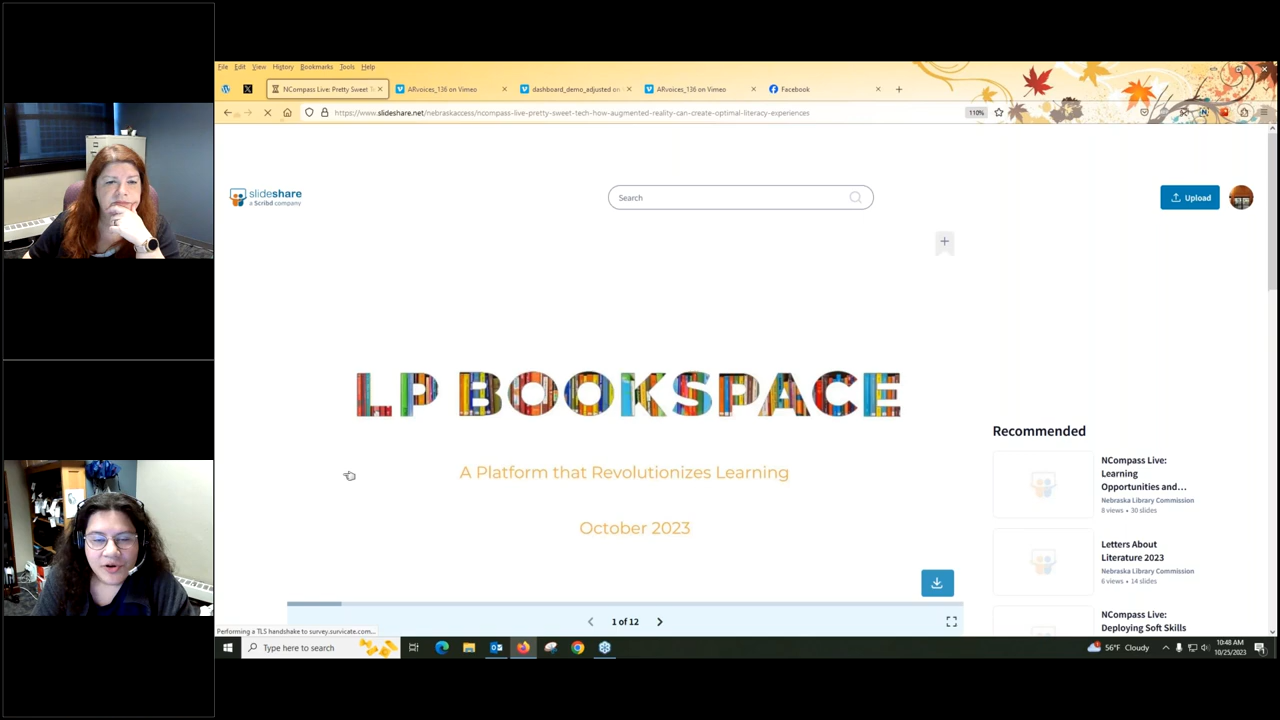 File Edit View History Bookmarks Tools Help
NCompass Live: Pretty Sweet T
ARvoices_136 on Vimeo
dashboard_demo_adjusted on
ARvoices_136 on Vimeo
Facebook
https://www.slideshare.net/nebraskaccess/ncompass-live-pretty-sweet-tech-how-augmented-reality-can-create-optimal-literacy-experiences
110%
slideshare
a Scribd company
Search
Upload
LP BOOKSPACE
A Platform that Revolutionizes Learning
October 2023
Recommended
NCompass Live:
Learning
Opportunities and...
Nebraska Library Commission
8 views • 30 slides
Letters About
Literature 2023
Nebraska Library Commission
6 views • 14 slides
NCompass Live:
Deploying Soft Skills
1 of 12
Performing a TLS handshake to survey.survicate.com...
Type here to search
56°F Cloudy
10:48 AM
10/25/2023